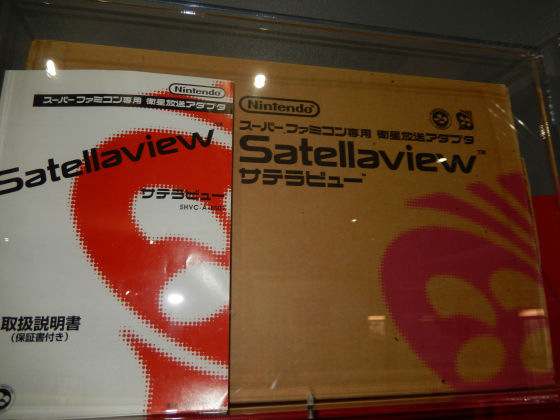 Nintendo
スーパーファミコン専用 衛星放送アダプタ
Satellaview
サテラビュー
取扱説明書
(保証書付き)
Nintendo
スーパーファミコン専用 衛星放送アダプタ
Satellaview™
サテラビュー